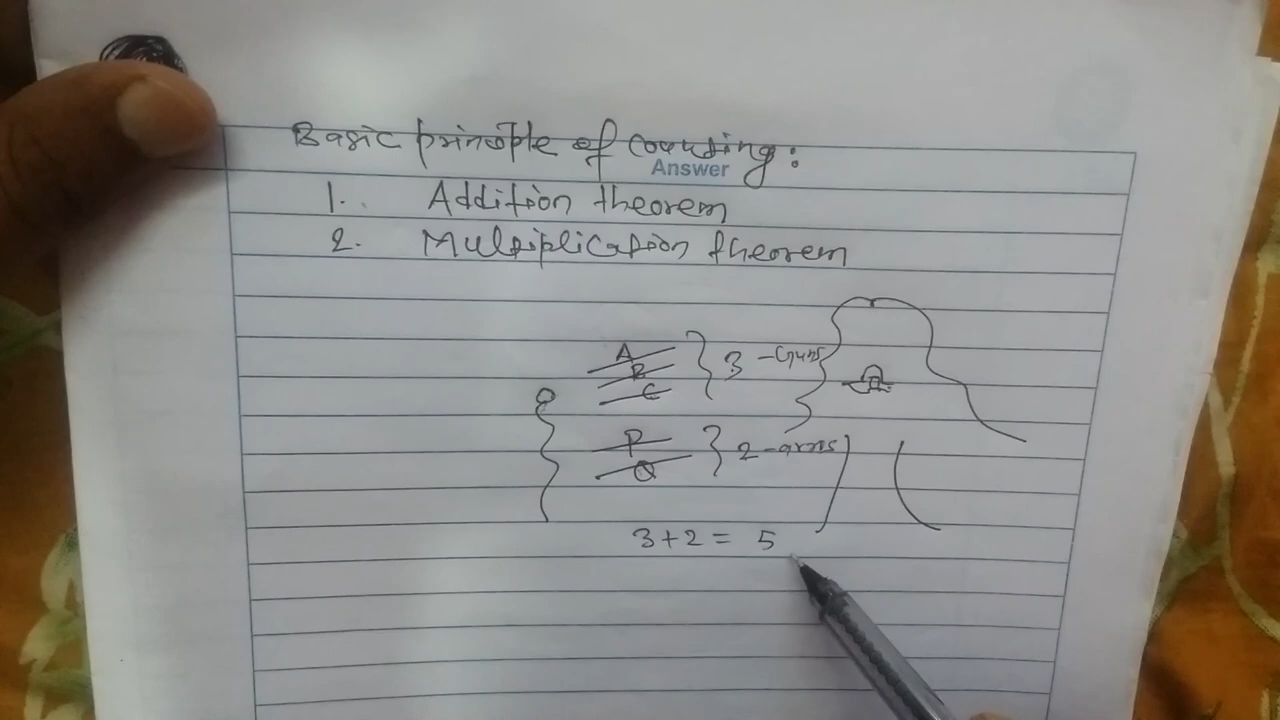 Basic principle of counting:
Answer
1. Addition theorem
2. Multiplication theorem
A
B
C
3 - Guns
P
Q
2 - arms
3+2 = 5